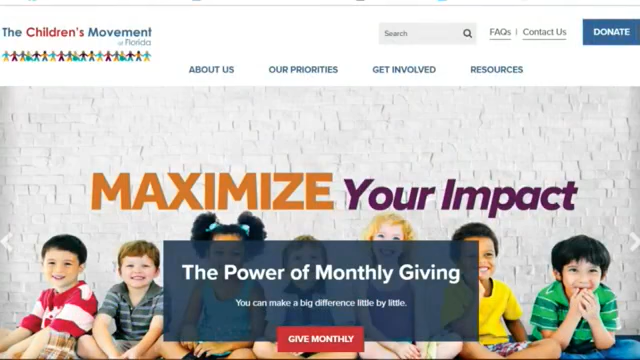 The Children's Movement
of Florida
Search
FAQs | Contact Us
DONATE
ABOUT US
OUR PRIORITIES
GET INVOLVED
RESOURCES
MAXIMIZE Your Impact
The Power of Monthly Giving
You can make a big difference little by little.
GIVE MONTHLY